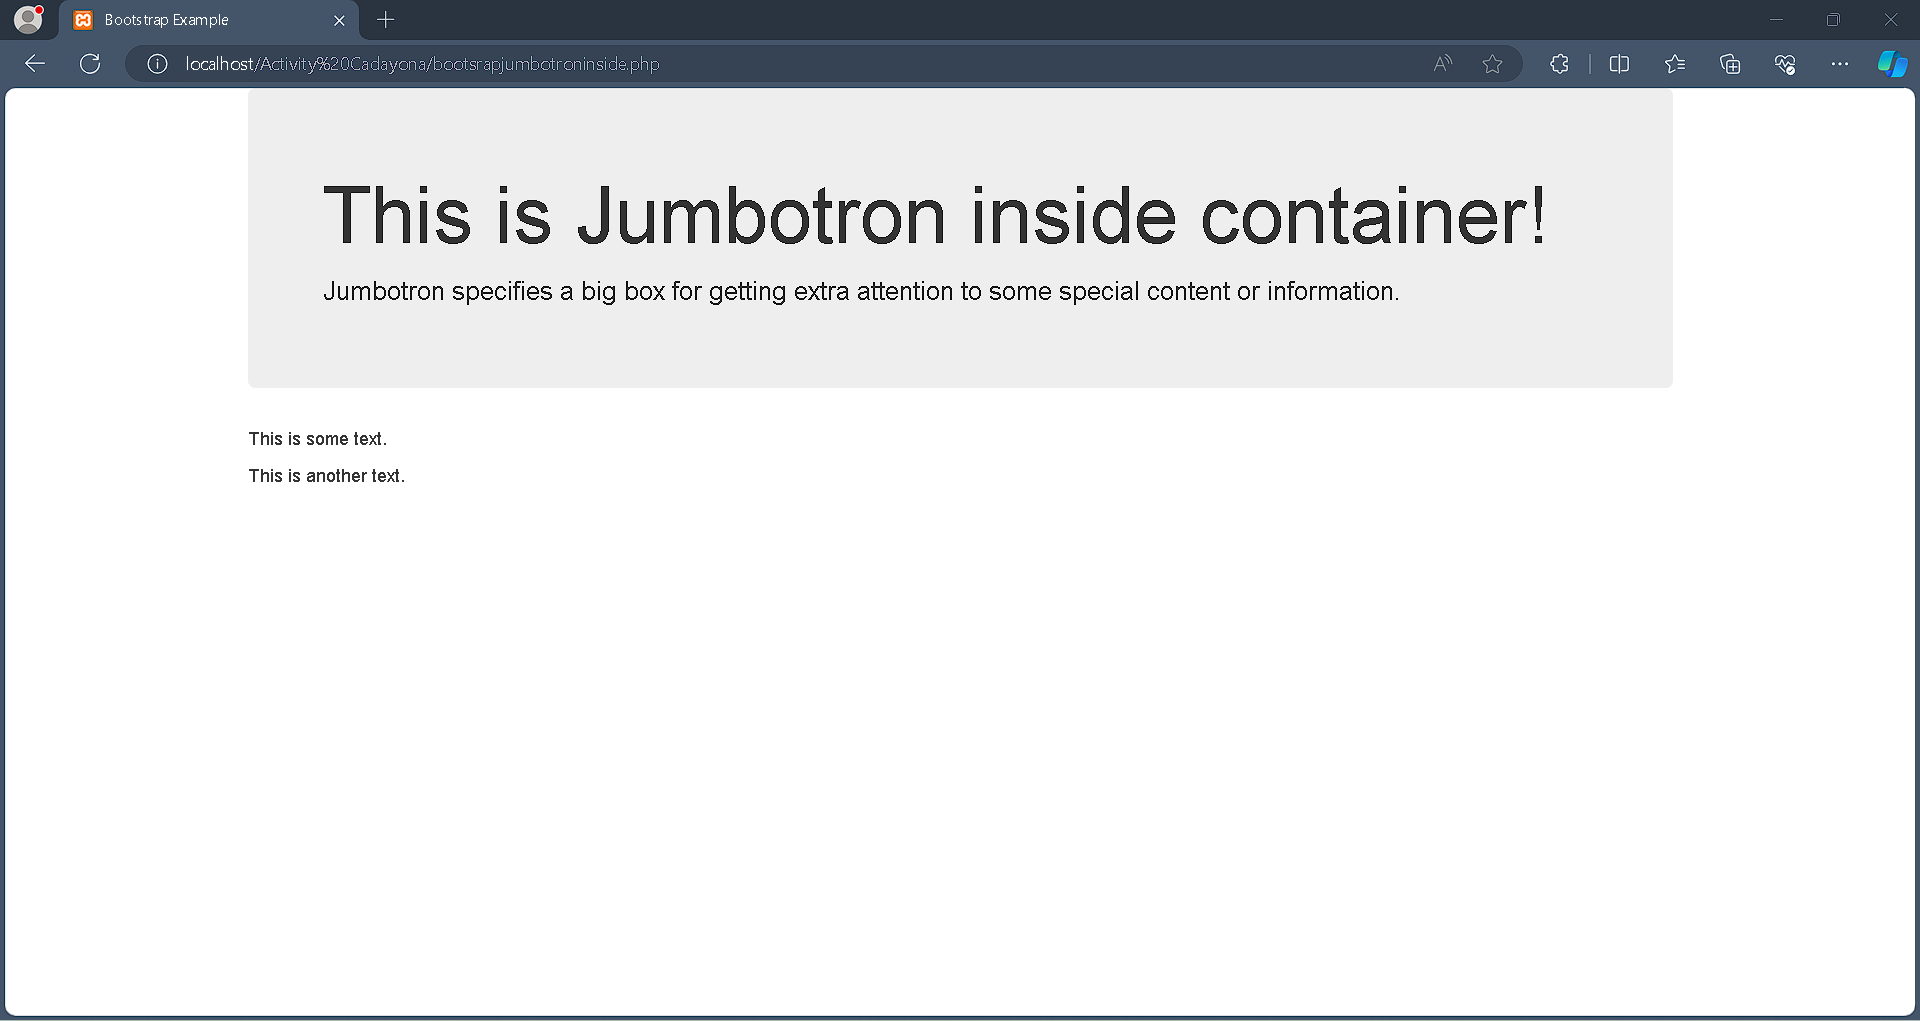 Bootstrap Example
localhost/Activity%20Cadayona/bootsrapjumbotroninside.php
This is Jumbotron inside container!
Jumbotron specifies a big box for getting extra attention to some special content or information.
This is some text.
This is another text.